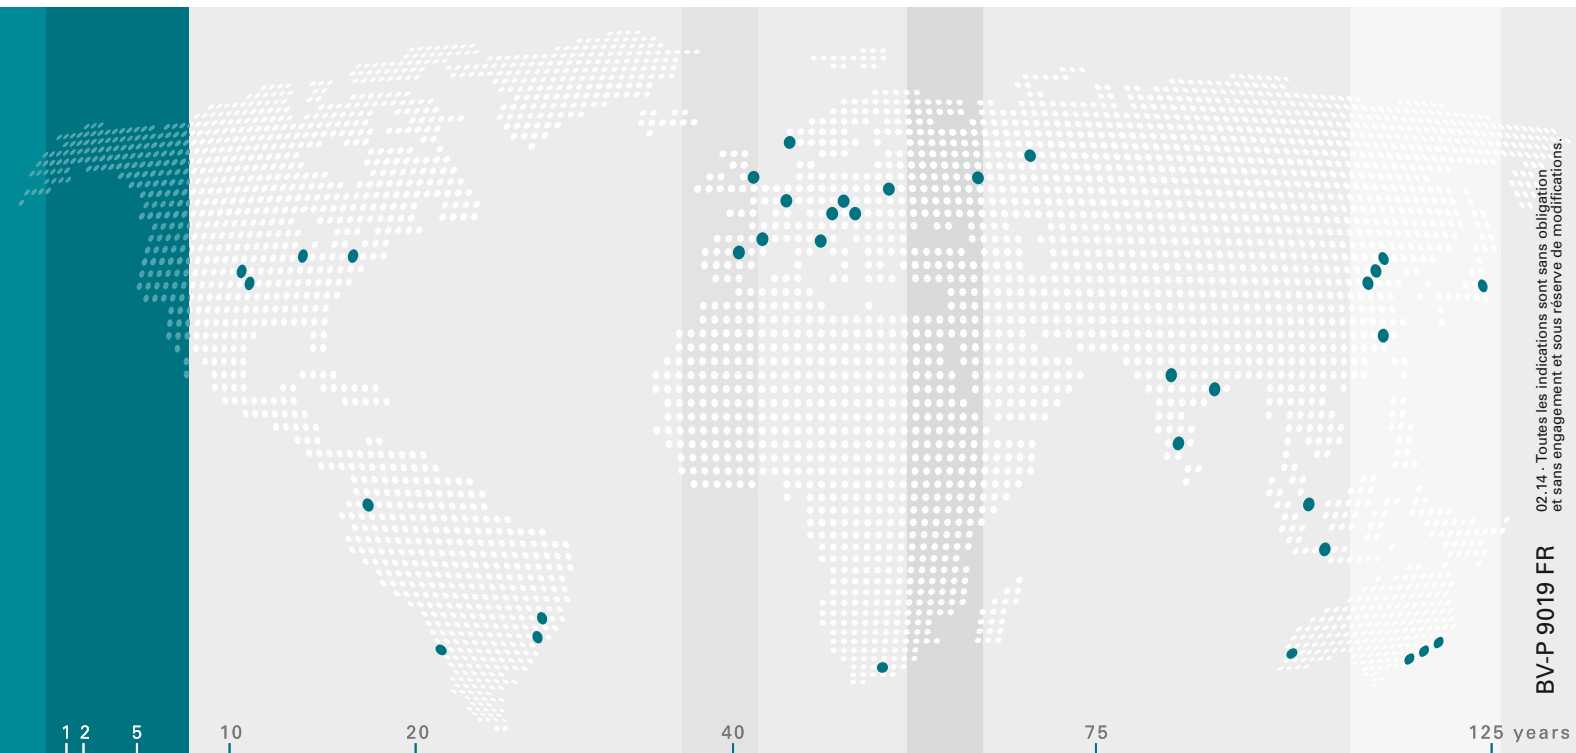 02.14 · Toutes les indications sont sans obligation
et sans engagement et sous réserve de modifications.
BV-P 9019 FR
1 2 5 10 20 40 75 125 years